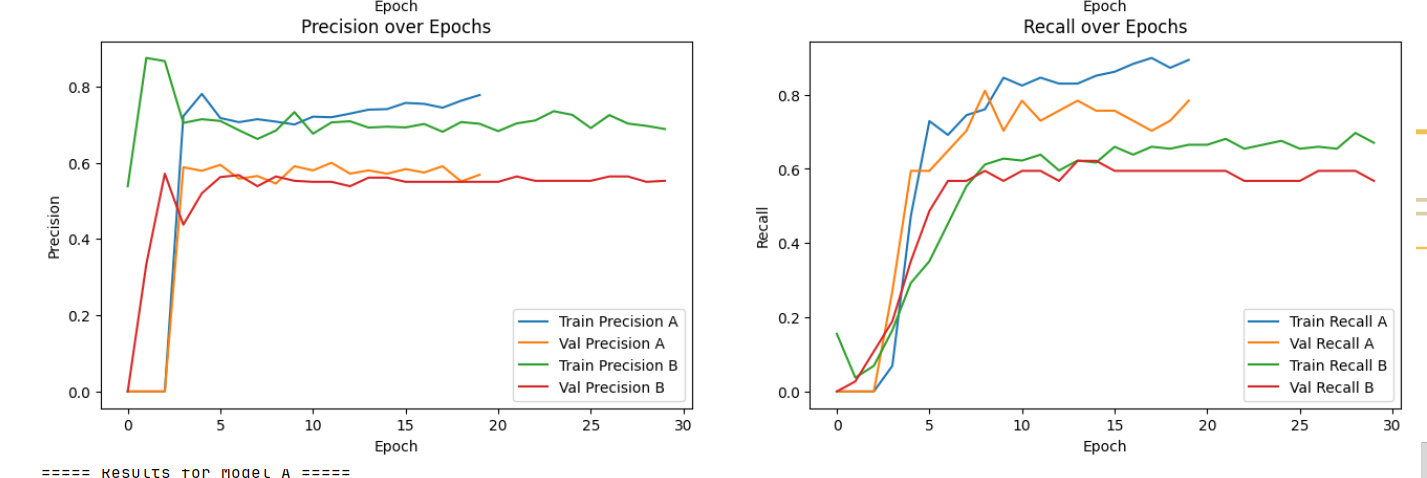 Epoch
Precision over Epochs
Precision
0.8
0.6
0.4
0.2
0.0
0 5 10 15 20 25 30
Epoch
Train Precision A
Val Precision A
Train Precision B
Val Precision B
Epoch
Recall over Epochs
Recall
0.8
0.6
0.4
0.2
0.0
0 5 10 15 20 25 30
Epoch
Train Recall A
Val Recall A
Train Recall B
Val Recall B
===== Results for Model A =====